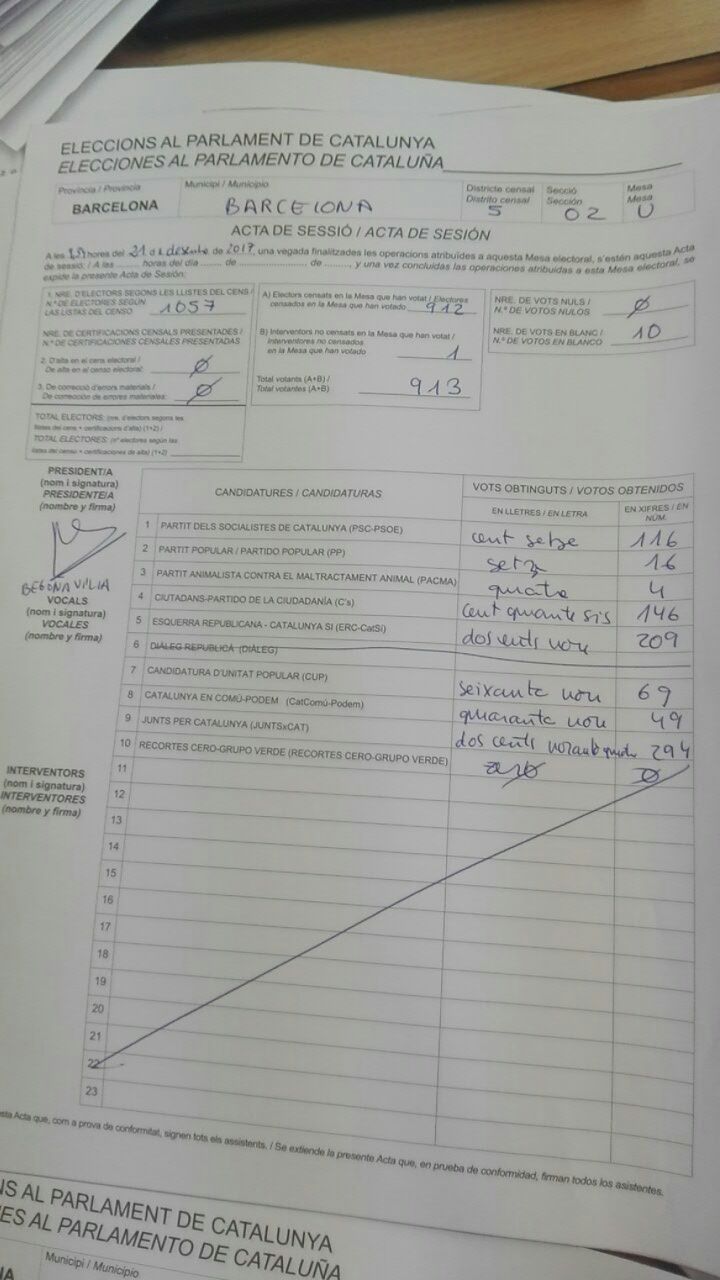 ELECCIONS AL PARLAMENT DE CATALUNYA
ELECCIONES AL PARLAMENTO DE CATALUÑA
Província / Provincia
BARCELONA
Municipi / Municipio
BARCELONA
Districte censal
Distrito censal
5
Secció
Sección
02
Mesa
Mesa
U
ACTA DE SESSIÓ / ACTA DE SESIÓN
A les hores del 21 de desembre de 2017, una vegada finalitzades les operacions atribuïdes a aquesta Mesa electoral, s'estén aquesta Acta
de sessió: / A las ........ horas del día ........ de ........................ de ........, y una vez concluidas las operaciones atribuidas a esta Mesa electoral, se
expide la presente Acta de Sesión:
1. NRE. D'ELECTORS SEGONS LES LLISTES DEL CENS /
N.º DE ELECTORES SEGÚN
LAS LISTAS DEL CENSO 1057
NRE. DE CERTIFICACIONS CENSALS PRESENTADES /
N.º DE CERTIFICACIONES CENSALES PRESENTADAS
2. D'alta en el cens electoral /
De alta en el censo electoral: Ø
3. De correcció d'errors materials /
De corrección de errores materiales: Ø
TOTAL ELECTORS: (nre. d'electors segons les
llistes del cens + certificacions d'alta) (1+2) /
TOTAL ELECTORES: (nº electores según las
listas del censo + certificaciones de alta) (1+2)
A) Electors censats en la Mesa que han votat / Electores
censados en la Mesa que han votado 912
B) Interventors no censats en la Mesa que han votat /
Interventores no censados
en la Mesa que han votado 1
Total votants (A+B) /
Total votantes (A+B) 913
NRE. DE VOTS NULS /
N.º DE VOTOS NULOS Ø
NRE. DE VOTS EN BLANC /
N.º DE VOTOS EN BLANCO 10
PRESIDENT/A
(nom i signatura)
PRESIDENTE/A
(nombre y firma)
BEGONA VILIA
VOCALS
(nom i signatura)
VOCALES
(nombre y firma)
INTERVENTORS
(nom i signatura)
INTERVENTORES
(nombre y firma)
CANDIDATURES / CANDIDATURAS
VOTS OBTINGUTS / VOTOS OBTENIDOS
EN LLETRES / EN LETRA
EN XIFRES / EN NÚM.
1 PARTIT DELS SOCIALISTES DE CATALUNYA (PSC-PSOE) cent setze 116
2 PARTIT POPULAR / PARTIDO POPULAR (PP) setze 16
3 PARTIT ANIMALISTA CONTRA EL MALTRACTAMENT ANIMAL (PACMA) quatre 4
4 CIUTADANS-PARTIDO DE LA CIUDADANÍA (C's) cent quarante sis 146
5 ESQUERRA REPUBLICANA - CATALUNYA SÍ (ERC-CatSí) dos cents nou 209
6 DIÀLEG REPUBLICÀ (DIÀLEG)
7 CANDIDATURA D'UNITAT POPULAR (CUP) seixanta nou 69
8 CATALUNYA EN COMÚ-PODEM (CatComú-Podem) quaranta nou 49
9 JUNTS PER CATALUNYA (JUNTSxCAT) dos cents 294
10 RECORTES CERO-GRUPO VERDE (RECORTES CERO-GRUPO VERDE) zero Ø
11
12
13
14
15
16
17
18
19
20
21
22
23
esta Acta que, com a prova de conformitat, signen tots els assistents. / Se extiende la presente Acta que, en prueba de conformidad, firman todos los asistentes.
NS AL PARLAMENT DE CATALUNYA
ES AL PARLAMENTO DE CATALUÑA
Municipi / Municipio